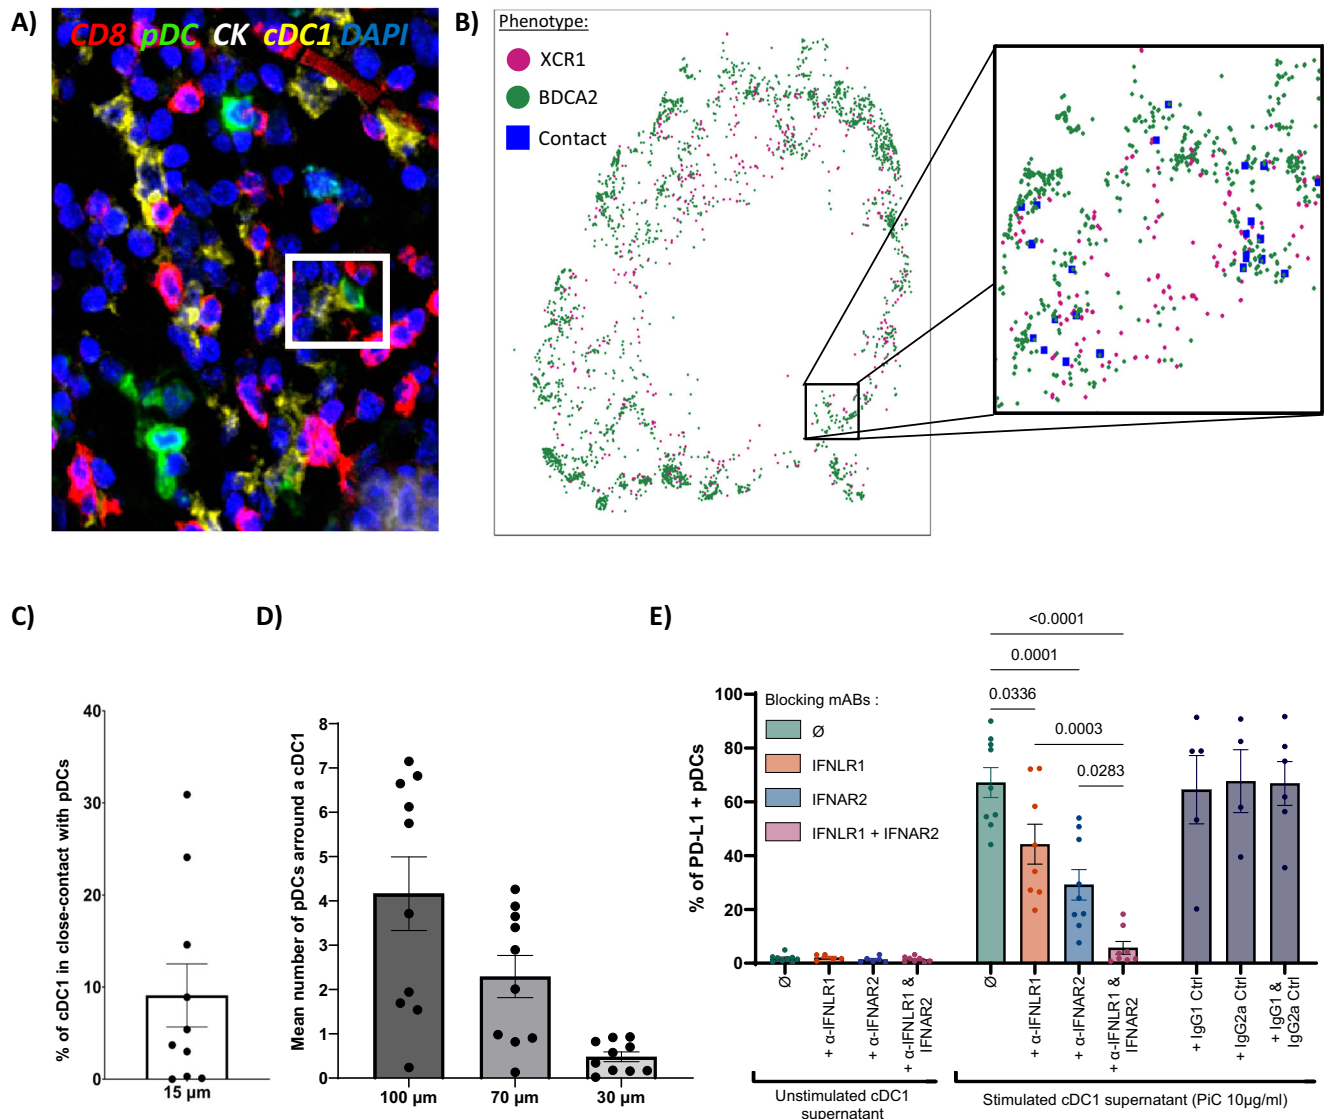 A)
CD8 pDC CK cDC1 DAPI
B)
Phenotype:
XCR1
BDCA2
Contact
C)
% of cDC1 in close-contact with pDCs
40
30
20
10
0
15 µm
D)
Mean number of pDCs arround a cDC1
8
7
6
5
4
3
2
1
0
100 µm
70 µm
30 µm
E)
<0.0001
0.0001
0.0336
0.0003
0.0283
% of PD-L1 + pDCs
100
80
60
40
20
0
Blocking mABs :
Ø
IFNLR1
IFNAR2
IFNLR1 + IFNAR2
Ø
+ α-IFNLR1
+ α-IFNAR2
+ α-IFNLR1 &
IFNAR2
Ø
+ α-IFNLR1
+ α-IFNAR2
+ α-IFNLR1 &
IFNAR2
+ IgG1 Ctrl
+ IgG2a Ctrl
+ IgG1 &
IgG2a Ctrl
Unstimulated cDC1
supernatant
Stimulated cDC1 supernatant (PiC 10µg/ml)